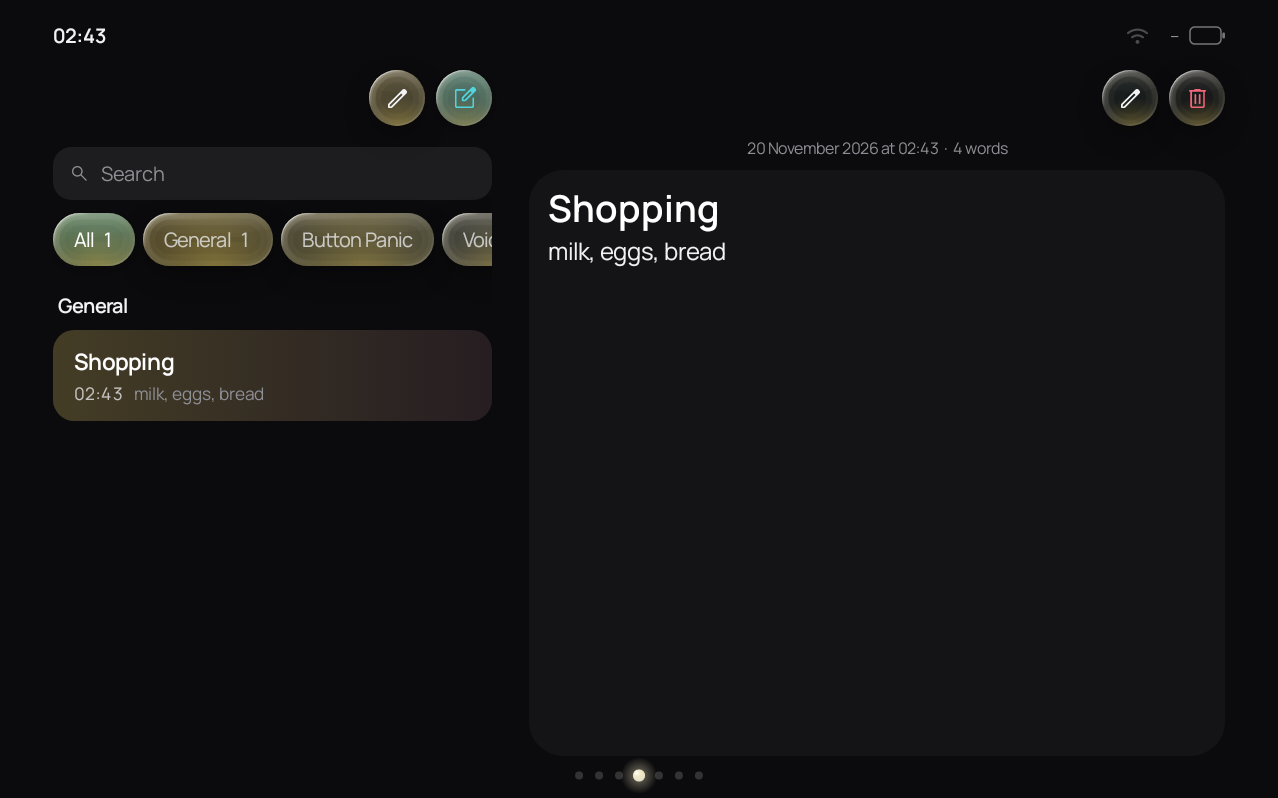 02:43
–
Search
All 1
General 1
Button Panic
Voic
General
Shopping
02:43 milk, eggs, bread
20 November 2026 at 02:43 · 4 words
Shopping
milk, eggs, bread